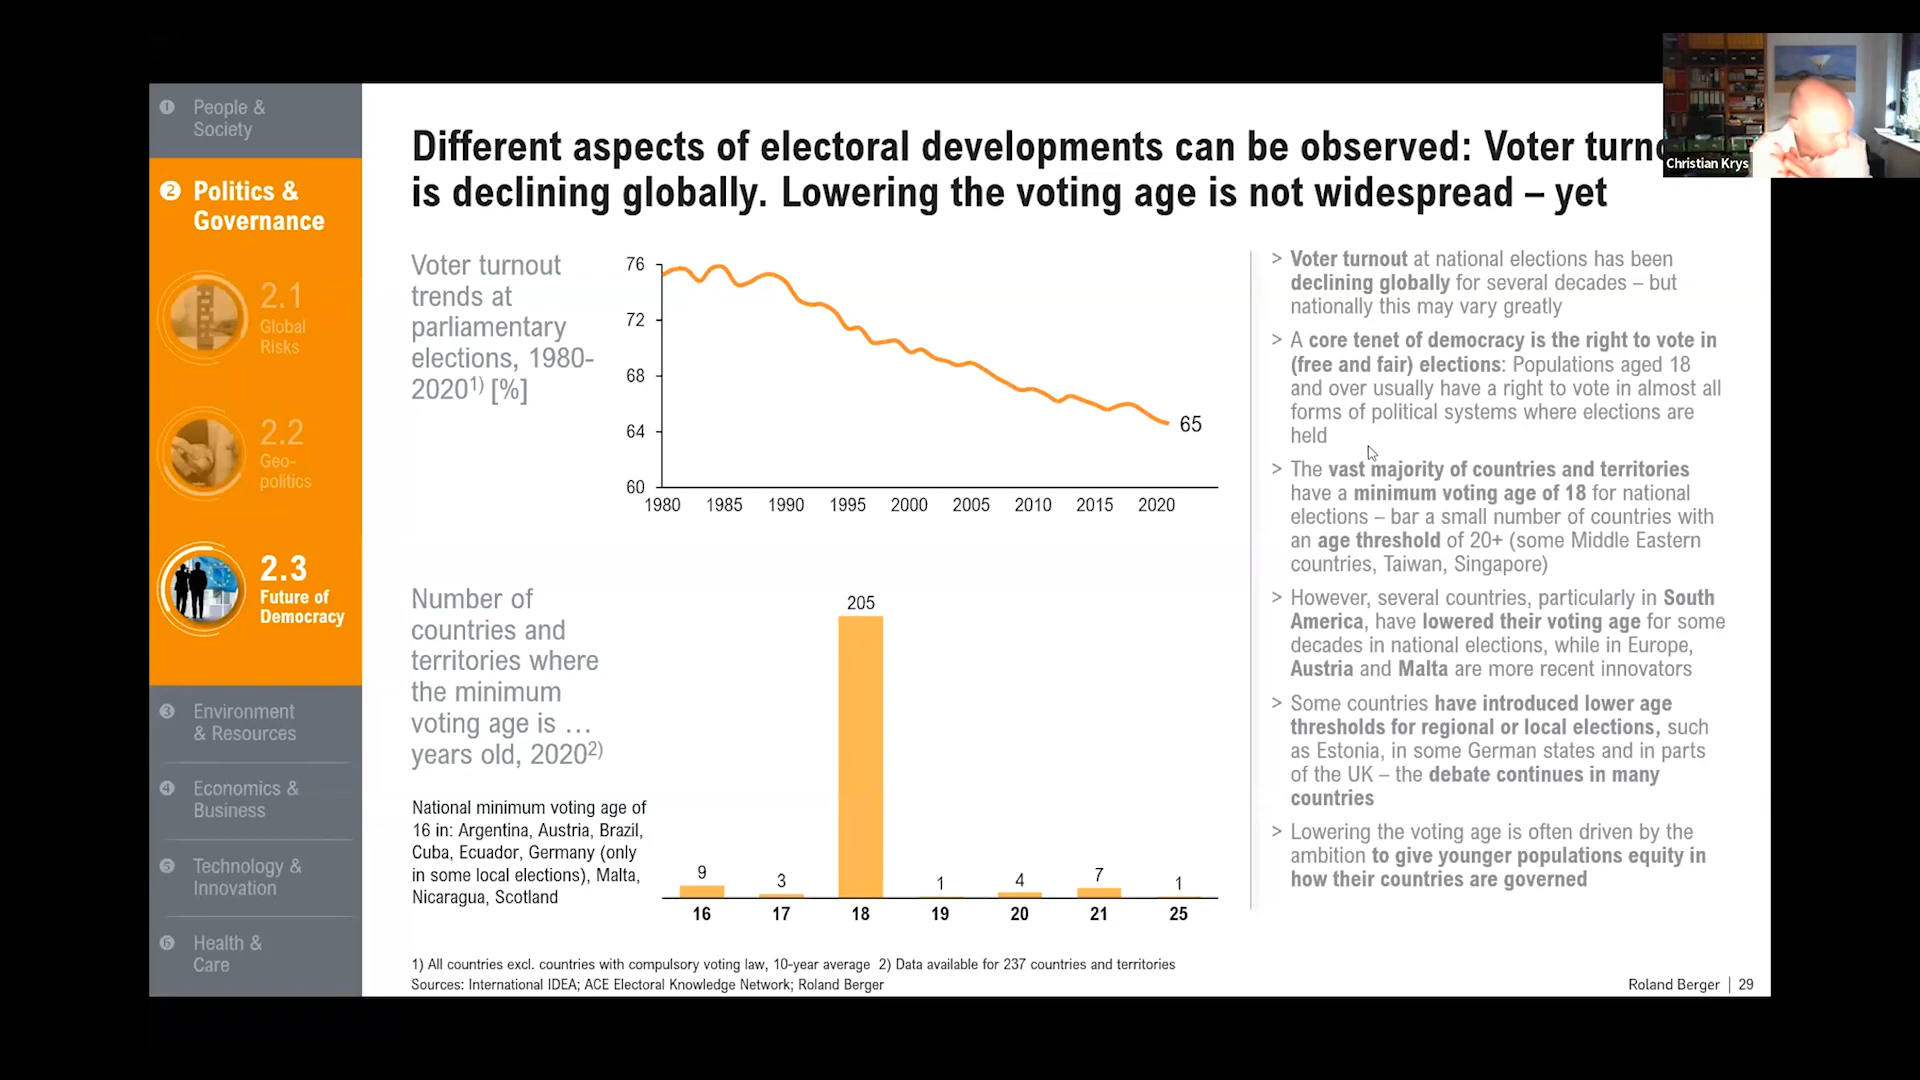 ❶ People &
Society
❷ Politics &
Governance
2.1
Global
Risks
2.2
Geo-
politics
2.3
Future of
Democracy
❸ Environment
& Resources
❹ Economics &
Business
❺ Technology &
Innovation
❻ Health &
Care
Different aspects of electoral developments can be observed: Voter
is declining globally. Lowering the voting age is not widespread – yet
Christian Krys
Voter turnout
trends at
parliamentary
elections, 1980-
2020¹⁾ [%]
76
72
68
64
60
65
1980 1985 1990 1995 2000 2005 2010 2015 2020
Number of
countries and
territories where
the minimum
voting age is …
years old, 2020²⁾
National minimum voting age of
16 in: Argentina, Austria, Brazil,
Cuba, Ecuador, Germany (only
in some local elections), Malta,
Nicaragua, Scotland
9 3 205 1 4 7 1
16 17 18 19 20 21 25
> Voter turnout at national elections has been
declining globally for several decades – but
nationally this may vary greatly
> A core tenet of democracy is the right to vote in
(free and fair) elections: Populations aged 18
and over usually have a right to vote in almost all
forms of political systems where elections are
held
> The vast majority of countries and territories
have a minimum voting age of 18 for national
elections – bar a small number of countries with
an age threshold of 20+ (some Middle Eastern
countries, Taiwan, Singapore)
> However, several countries, particularly in South
America, have lowered their voting age for some
decades in national elections, while in Europe,
Austria and Malta are more recent innovators
> Some countries have introduced lower age
thresholds for regional or local elections, such
as Estonia, in some German states and in parts
of the UK – the debate continues in many
countries
> Lowering the voting age is often driven by the
ambition to give younger populations equity in
how their countries are governed
1) All countries excl. countries with compulsory voting law, 10-year average 2) Data available for 237 countries and territories
Sources: International IDEA; ACE Electoral Knowledge Network; Roland Berger
Roland Berger | 29